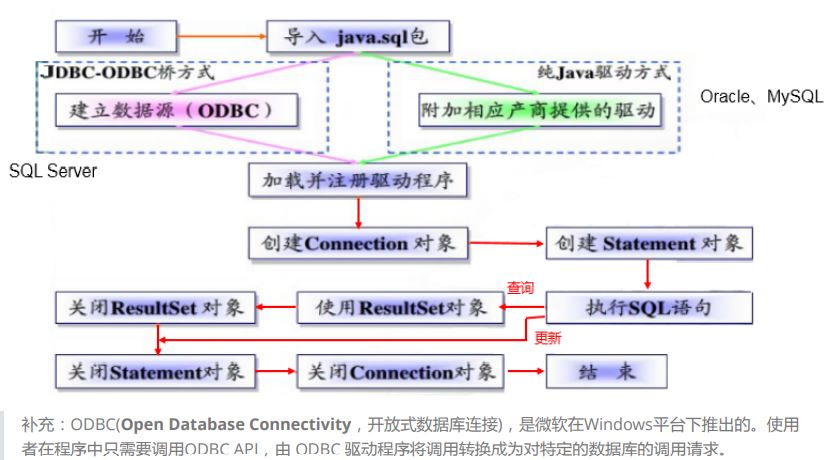 开 始
导入 java.sql包
JDBC-ODBC桥方式
纯Java驱动方式
建立数据源（ODBC）
附加相应产商提供的驱动
Oracle、MySQL
SQL Server
加载并注册驱动程序
创建Connection 对象
创建 Statement 对象
查询
关闭ResultSet 对象
使用ResultSet对象
执行SQL语句
更新
关闭Statement对象
关闭Connection对象
结 束
补充：ODBC(Open Database Connectivity，开放式数据库连接)，是微软在Windows平台下推出的。使用
者在程序中只需要调用ODBC API，由 ODBC 驱动程序将调用转换成为对特定的数据库的调用请求。